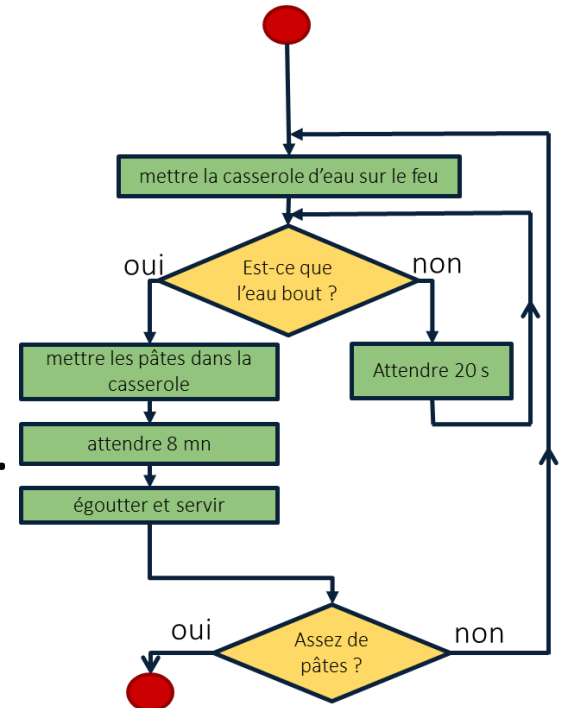 mettre la casserole d'eau sur le feu
oui
Est-ce que
l'eau bout ?
non
mettre les pâtes dans la
casserole
Attendre 20 s
attendre 8 mn
égoutter et servir
oui
Assez de
pâtes ?
non